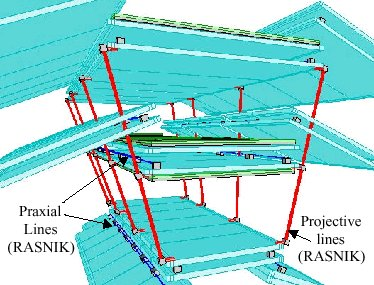 Praxial
Lines
(RASNIK)
Projective
lines
(RASNIK)